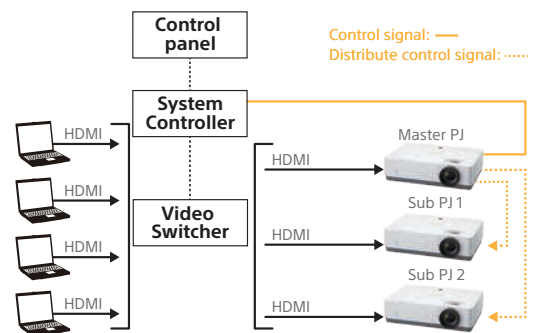 Control
panel
Control signal:
Distribute control signal:
System
Controller
HDMI
HDMI
HDMI
HDMI
Video
Switcher
Master PJ
HDMI
Sub PJ 1
HDMI
Sub PJ 2
HDMI